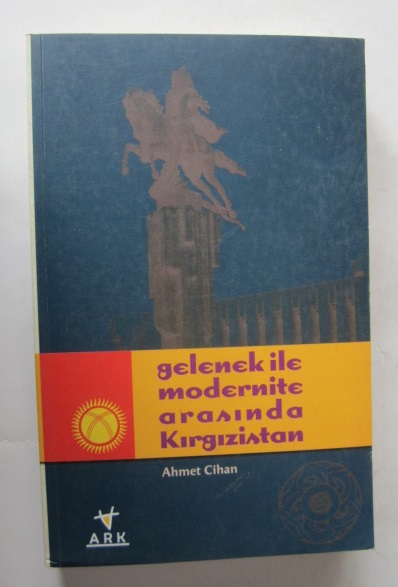 gelenek ile
modernite
arasında
Kırgızistan
Ahmet Cihan
ARK